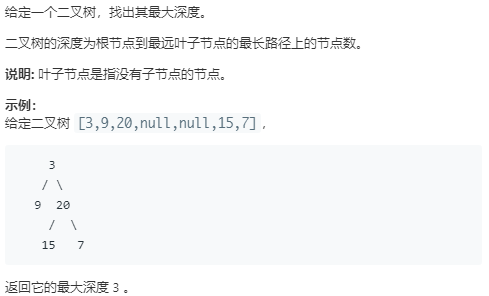 给定一个二叉树，找出其最大深度。
二叉树的深度为根节点到最远叶子节点的最长路径上的节点数。
说明: 叶子节点是指没有子节点的节点。
示例：
给定二叉树 [3,9,20,null,null,15,7]，
3
/ \
9 20
/ \
15 7
返回它的最大深度 3 。